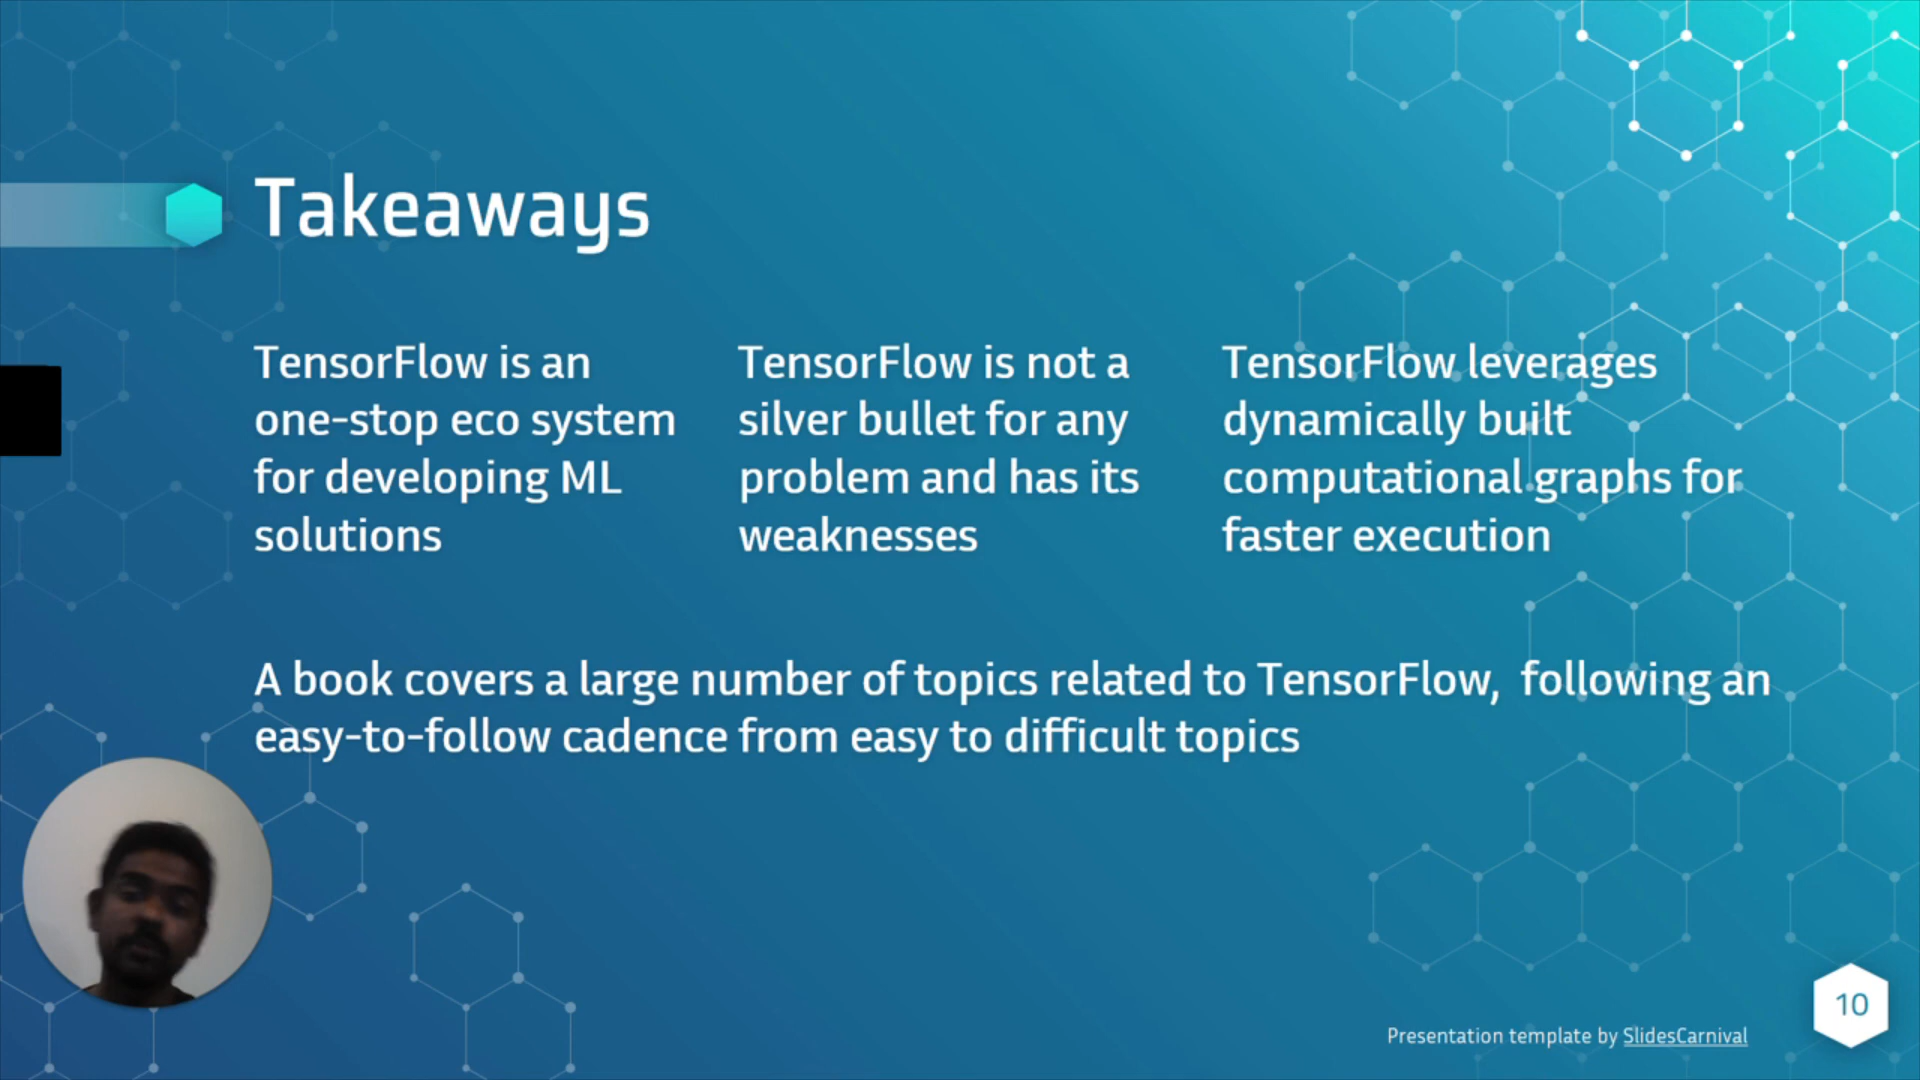 Takeaways
TensorFlow is an
one-stop eco system
for developing ML
solutions
TensorFlow is not a
silver bullet for any
problem and has its
weaknesses
TensorFlow leverages
dynamically built
computational graphs for
faster execution
A book covers a large number of topics related to TensorFlow, following an
easy-to-follow cadence from easy to difficult topics
Presentation template by SlidesCarnival
10